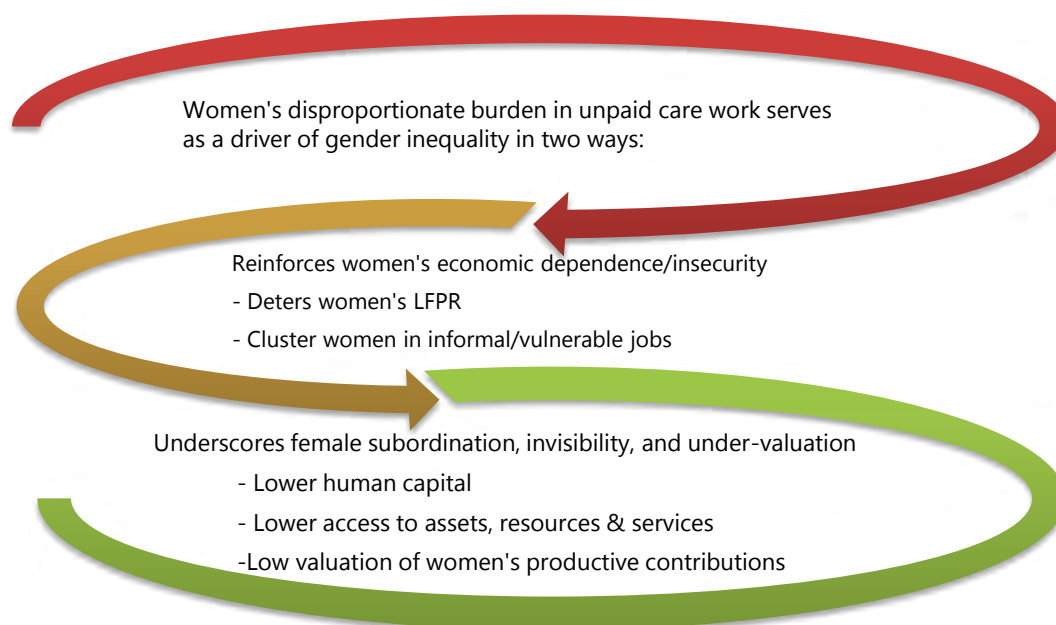 Women's disproportionate burden in unpaid care work serves
as a driver of gender inequality in two ways:
Reinforces women's economic dependence/insecurity
- Deters women's LFPR
- Cluster women in informal/vulnerable jobs
Underscores female subordination, invisibility, and under-valuation
- Lower human capital
- Lower access to assets, resources & services
-Low valuation of women's productive contributions